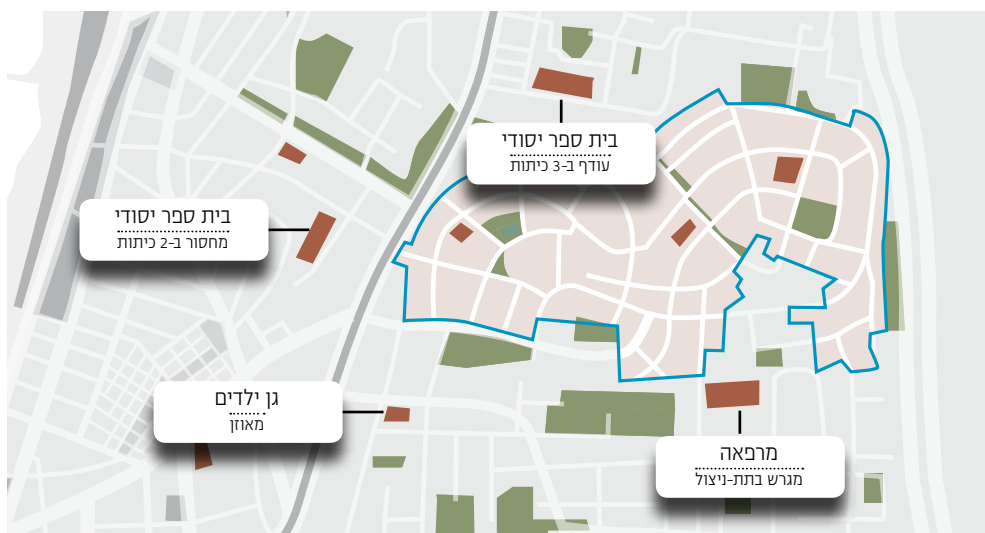 בית ספר יסודי
עודף ב-3 כיתות
בית ספר יסודי
מחסור ב-2 כיתות
גן ילדים
מאוזן
מרפאה
מגרש בתת-ניצול